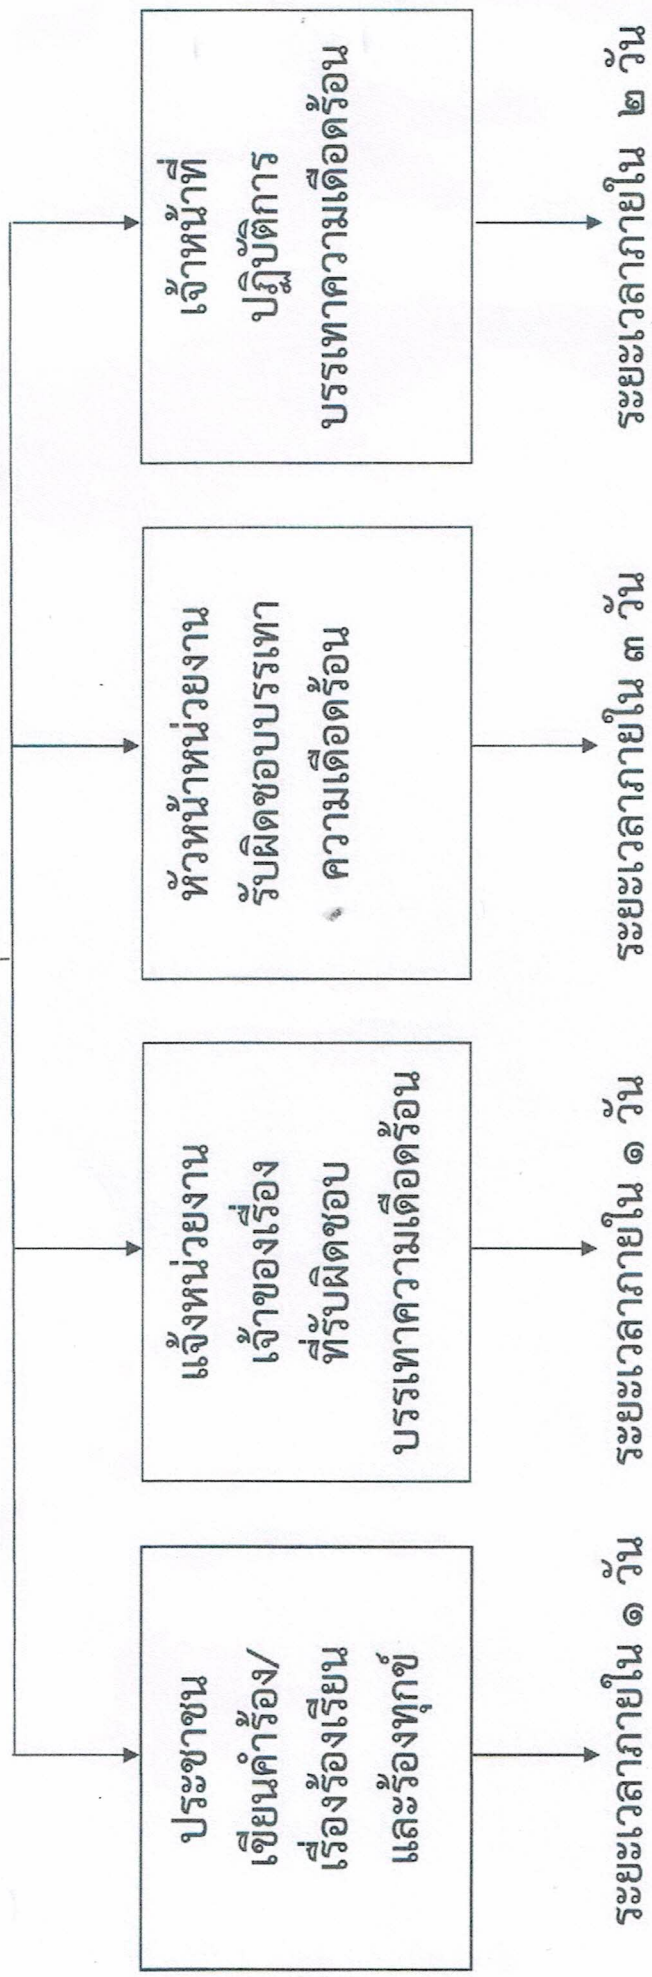 ประชาชน
เขียนคำร้อง/
เรื่องร้องเรียน
และร้องทุกข์
ระยะเวลาภายใน ๑ วัน
แจ้งหน่วยงาน
เจ้าของเรื่อง
ที่รับผิดชอบ
บรรเทาความเดือดร้อน
ระยะเวลาภายใน ๑ วัน
หัวหน้าหน่วยงาน
รับผิดชอบบรรเทา
ความเดือดร้อน
ระยะเวลาภายใน ๓ วัน
เจ้าหน้าที่
ปฏิบัติการ
บรรเทาความเดือดร้อน
ระยะเวลาภายใน ๒ วัน